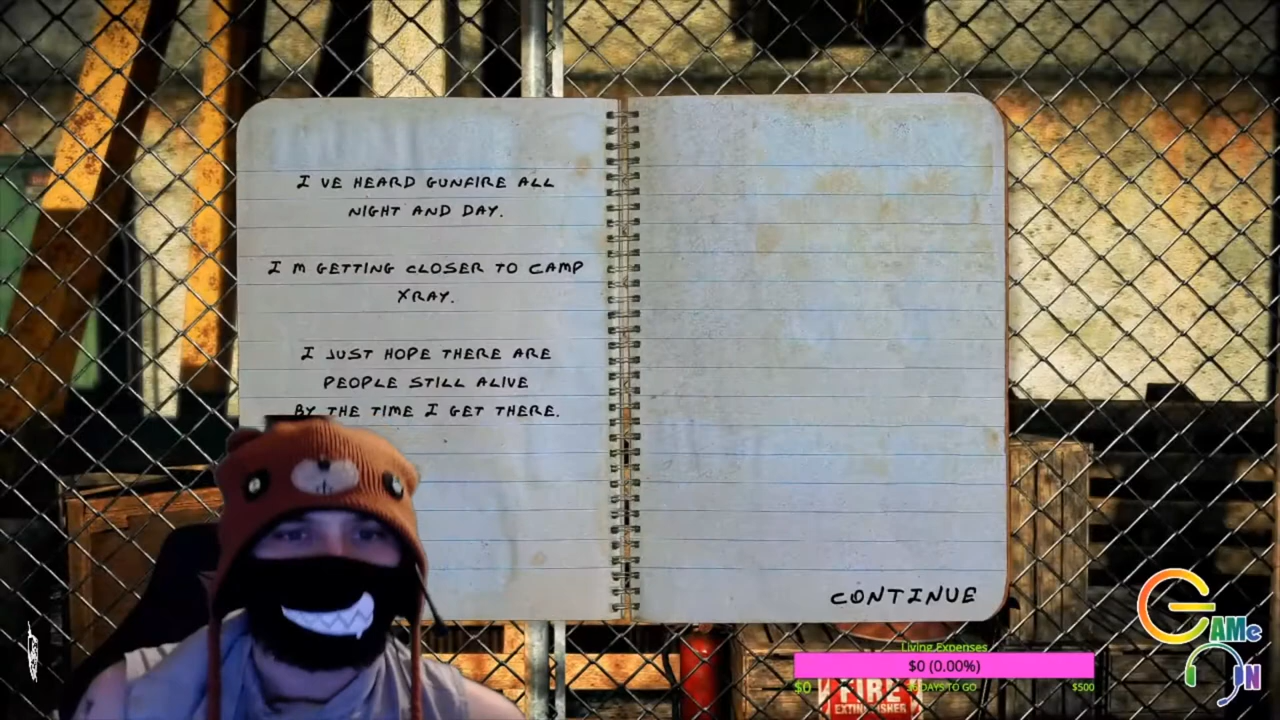 I VE HEARD GUNFIRE ALL
NIGHT AND DAY.
I M GETTING CLOSER TO CAMP
XRAY.
I JUST HOPE THERE ARE
PEOPLE STILL ALIVE
BY THE TIME I GET THERE.
CONTINUE
Living Expenses
$0 (0.00%)
$0
DAYS TO GO
$500
FIRE
EXTINGUISHER
GAMe
IN